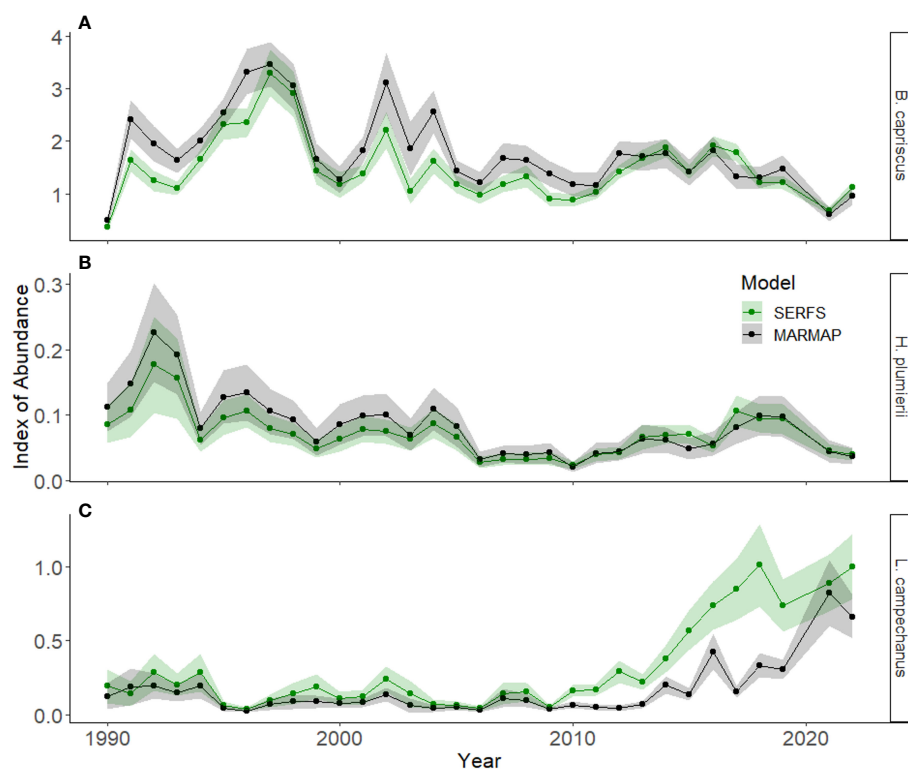 A
4
3
2
1
B. capriscus
B
0.3
0.2
0.1
0.0
Index of Abundance
Model
SERFS
MARMAP
H. plumierii
C
1.0
0.5
0.0
L. campechanus
1990
2000
2010
2020
Year